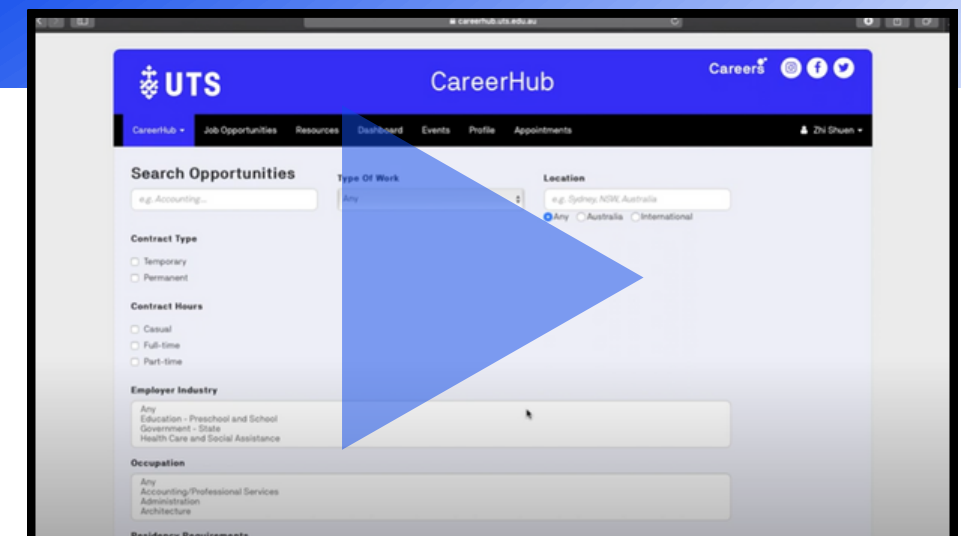 careerhub.uts.edu.au
UTS
CareerHub
Careers
CareerHub
Job Opportunities
Resources
Dashboard
Events
Profile
Appointments
Zhi Shuen
Search Opportunities
Type Of Work
Location
e.g. Accounting...
Any
e.g. Sydney, NSW, Australia
Any
Australia
International
Contract Type
Temporary
Permanent
Contract Hours
Casual
Full-time
Part-time
Employer Industry
Any
Education - Preschool and School
Government - State
Health Care and Social Assistance
Occupation
Any
Accounting/Professional Services
Administration
Architecture
Residency Requirements